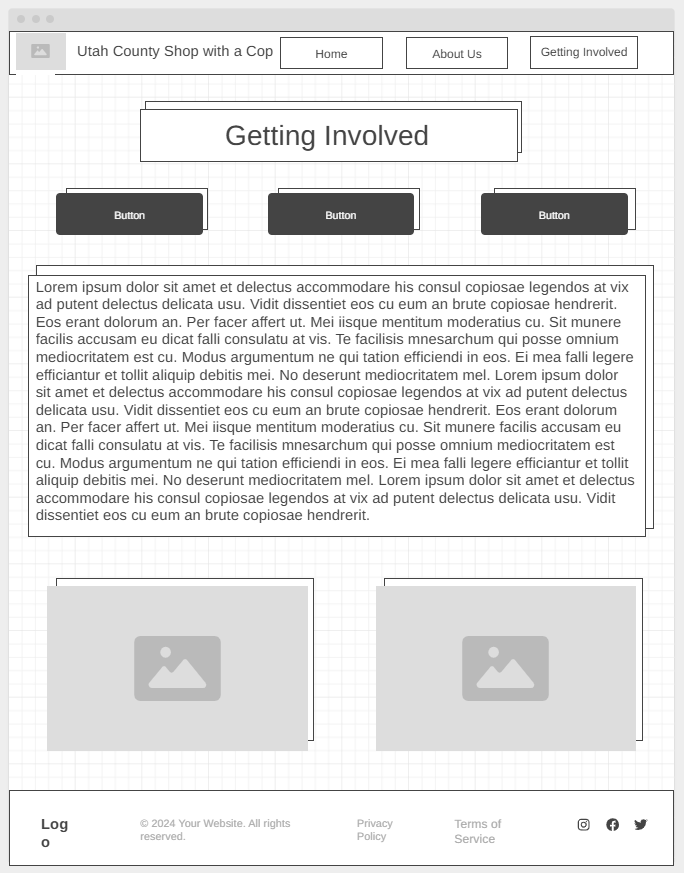 Utah County Shop with a Cop
Home
About Us
Getting Involved
Getting Involved
Button
Button
Button
Lorem ipsum dolor sit amet et delectus accommodare his consul copiosae legendos at vix
ad putent delectus delicata usu. Vidit dissentiet eos cu eum an brute copiosae hendrerit.
Eos erant dolorum an. Per facer affert ut. Mei iisque mentitum moderatius cu. Sit munere
facilis accusam eu dicat falli consulatu at vis. Te facilisis mnesarchum qui posse omnium
mediocritatem est cu. Modus argumentum ne qui tation efficiendi in eos. Ei mea falli legere
efficiantur et tollit aliquip debitis mei. No deserunt mediocritatem mel. Lorem ipsum dolor
sit amet et delectus accommodare his consul copiosae legendos at vix ad putent delectus
delicata usu. Vidit dissentiet eos cu eum an brute copiosae hendrerit. Eos erant dolorum
an. Per facer affert ut. Mei iisque mentitum moderatius cu. Sit munere facilis accusam eu
dicat falli consulatu at vis. Te facilisis mnesarchum qui posse omnium mediocritatem est
cu. Modus argumentum ne qui tation efficiendi in eos. Ei mea falli legere efficiantur et tollit
aliquip debitis mei. No deserunt mediocritatem mel. Lorem ipsum dolor sit amet et delectus
accommodare his consul copiosae legendos at vix ad putent delectus delicata usu. Vidit
dissentiet eos cu eum an brute copiosae hendrerit.
Log
o
© 2024 Your Website. All rights
reserved.
Privacy
Policy
Terms of
Service